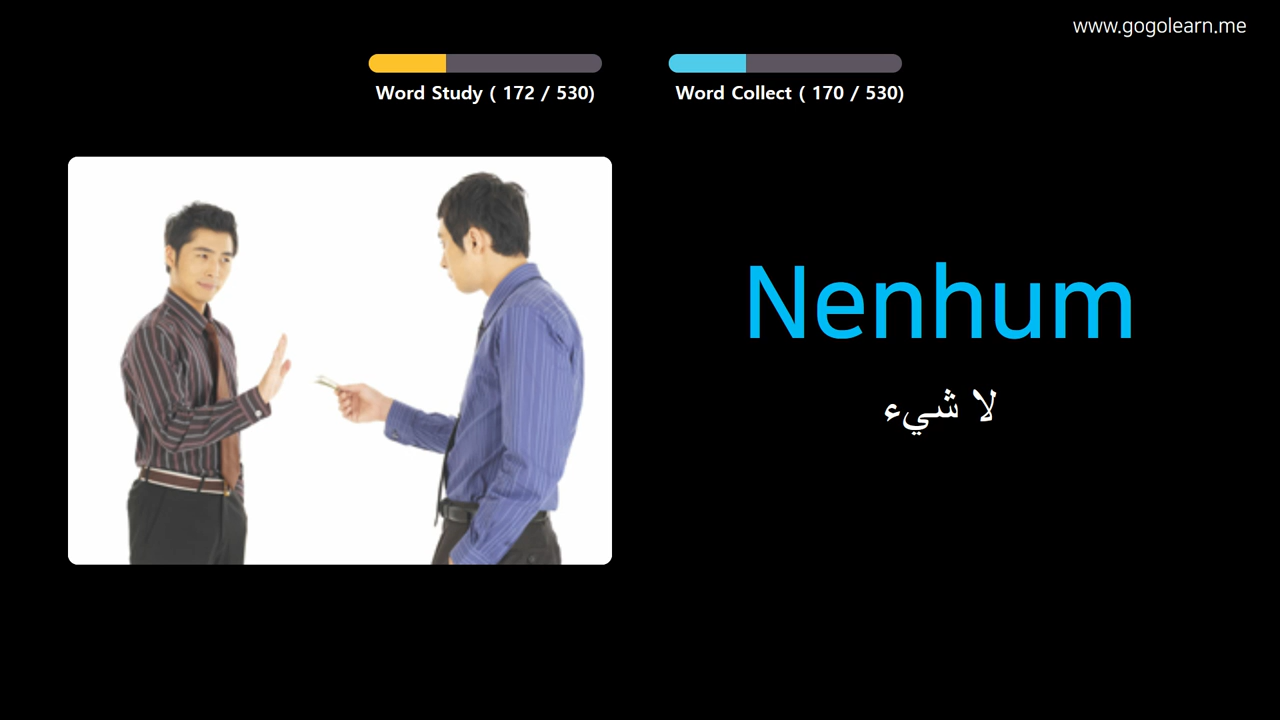 www.gogolearn.me
Word Study ( 172 / 530)
Word Collect ( 170 / 530)
Nenhum
لا شيء